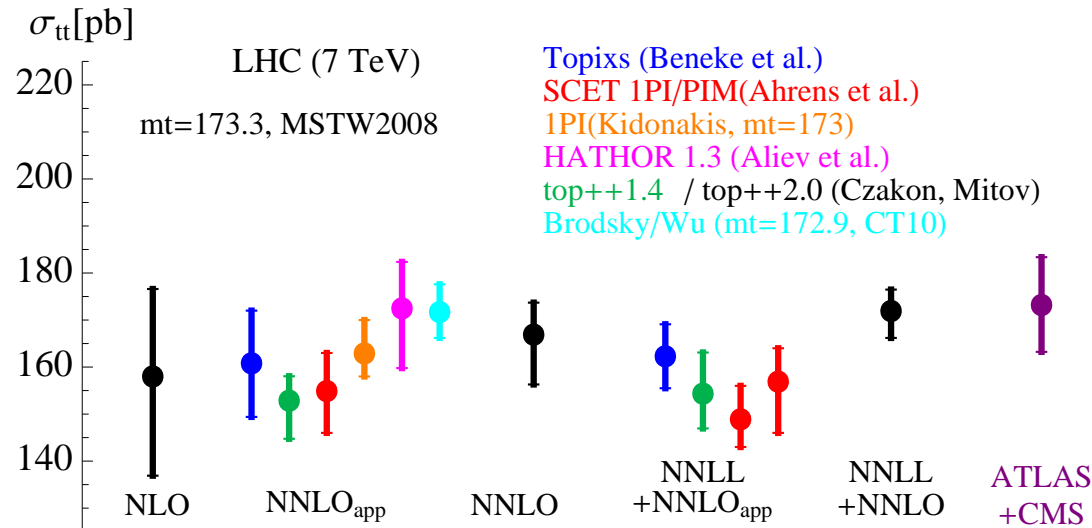 σtt[pb]
LHC (7 TeV)
mt=173.3, MSTW2008
Topixs (Beneke et al.)
SCET 1PI/PIM(Ahrens et al.)
1PI(Kidonakis, mt=173)
HATHOR 1.3 (Aliev et al.)
top++1.4 / top++2.0 (Czakon, Mitov)
Brodsky/Wu (mt=172.9, CT10)
220
200
180
160
140
NLO
NNLOapp
NNLO
NNLL
+NNLOapp
NNLL
+NNLO
ATLAS
+CMS